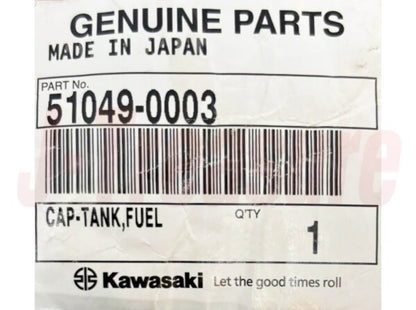 GENUINE PARTS
MADE IN JAPAN
PART No.
51049-0003
CAP-TANK,FUEL
Q'TY
1
Kawasaki Let the good times roll